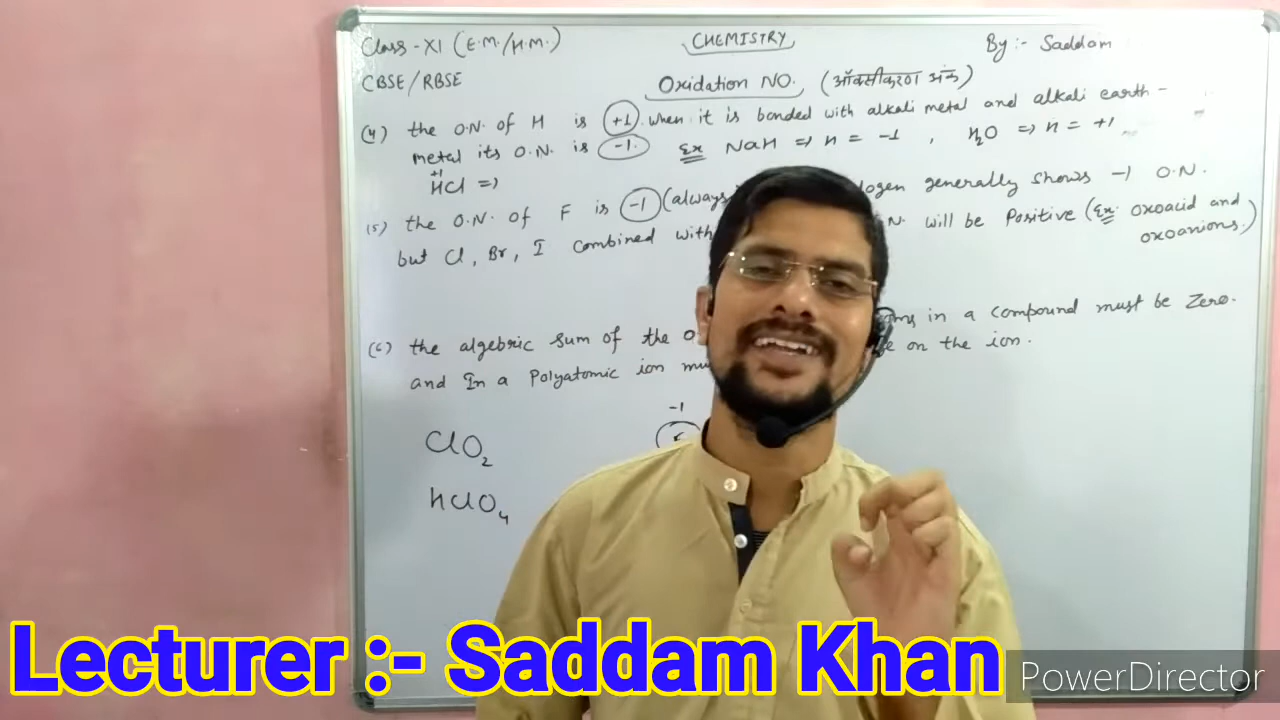 Class - XI (E.M./H.M.) CHEMISTRY By :- Saddam
CBSE/RBSE Oxidation NO. (ऑक्सीकरण अंक)
(4) the O.N. of H is +1 when it is bonded with alkali metal and alkali earth -
metal its O.N. is -1. Ex NaH => H = -1 , H2O => H = +1
+1
HCl =>
(5) the O.N. of F is -1 (always generally shows -1 O.N.
but Cl, Br, I combined with N. will be Positive (Ex. oxoacid and
oxoanions.)
(6) the algebric sum of the in a compound must be Zero.
and In a Polyatomic ion on the ion.
-1
ClO2
HClO4
Lecturer :- Saddam Khan
PowerDirector